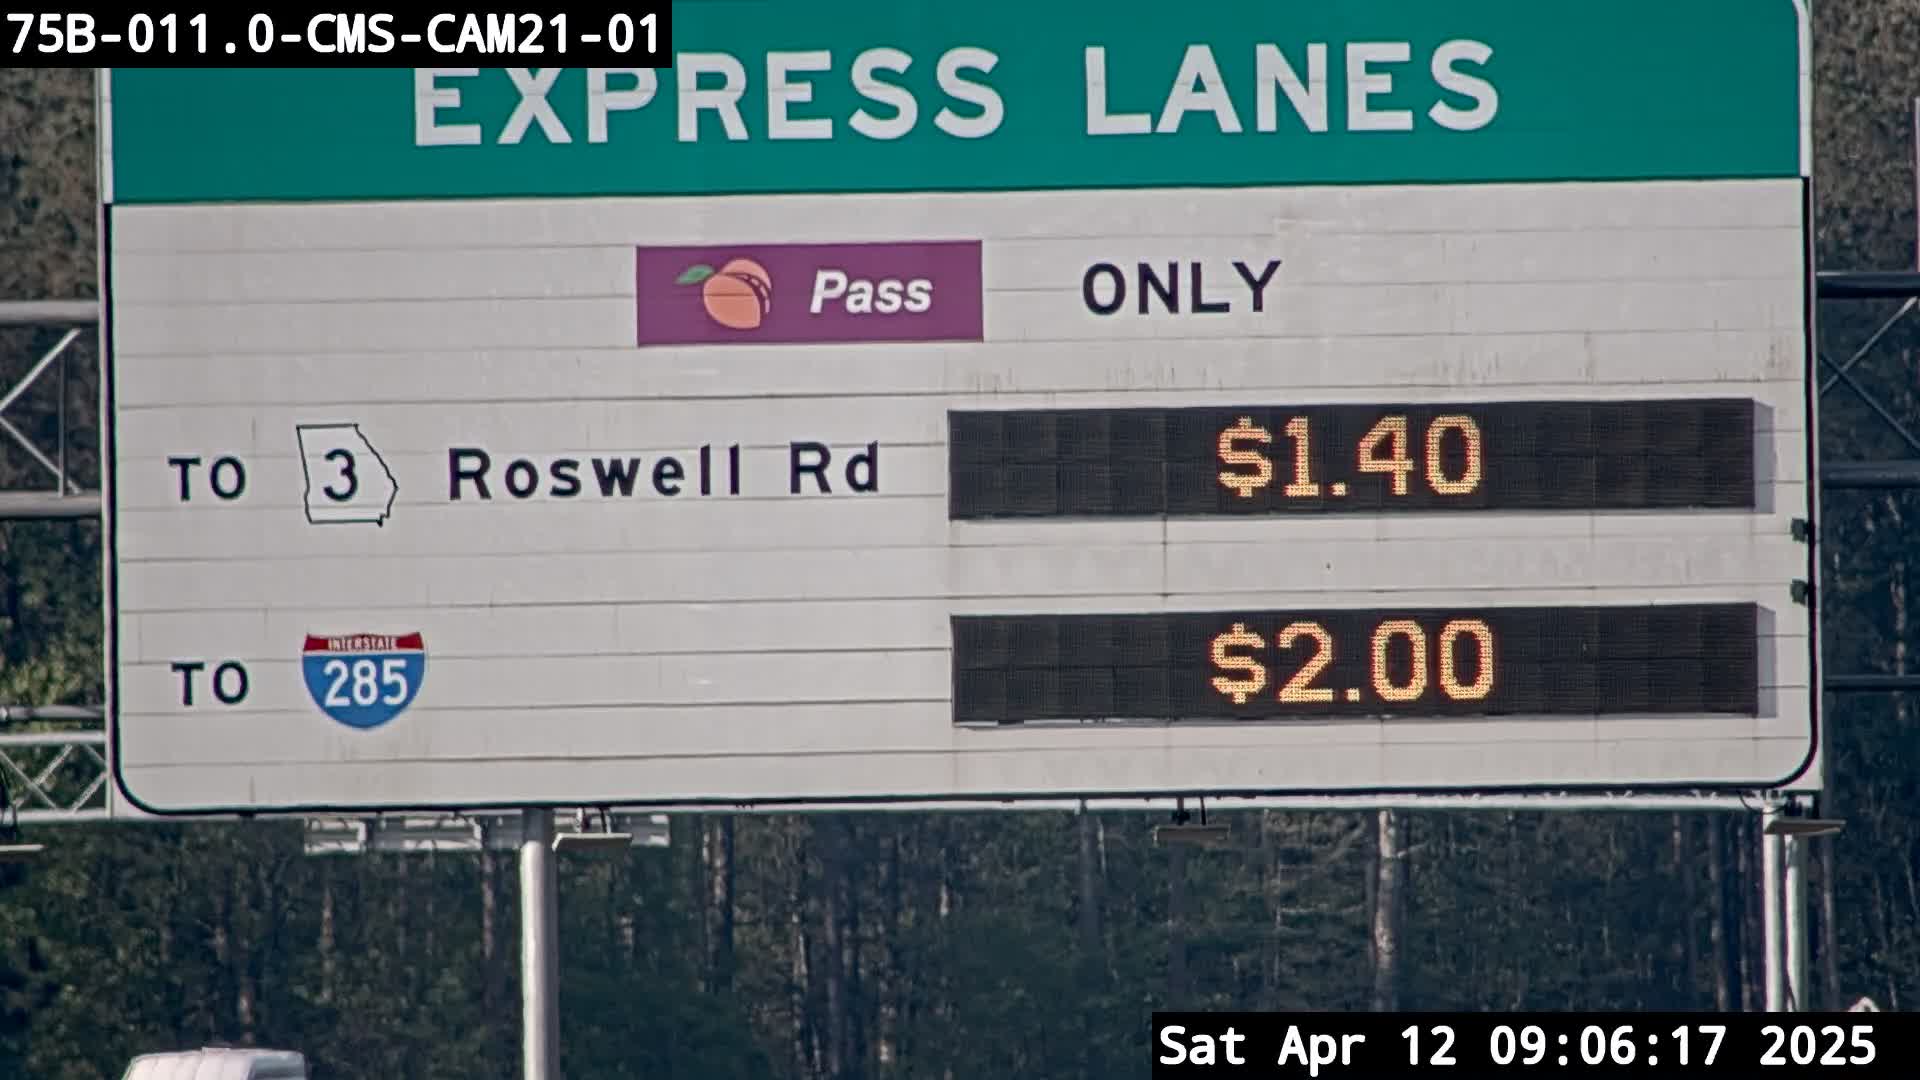 75B-011.0-CMS-CAM21-01
EXPRESS LANES
Pass ONLY
TO 3 Roswell Rd $1.40
INTERSTATE
TO 285 $2.00
Sat Apr 12 09:06:17 2025